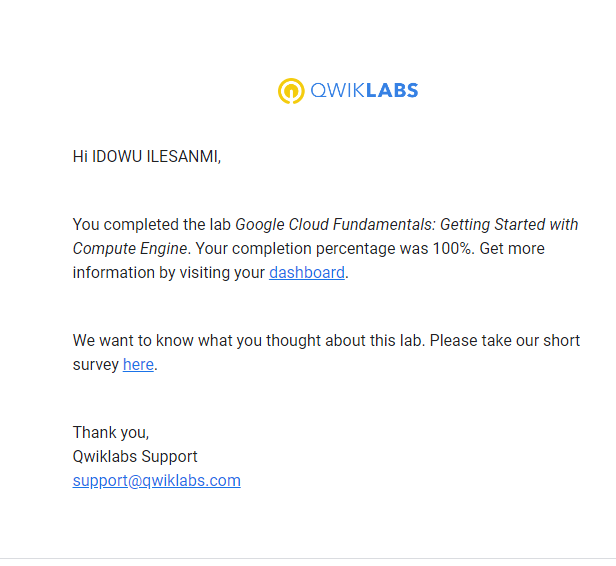 QWIKLABS
Hi IDOWU ILESANMI,
You completed the lab Google Cloud Fundamentals: Getting Started with
Compute Engine. Your completion percentage was 100%. Get more
information by visiting your dashboard.
We want to know what you thought about this lab. Please take our short
survey here.
Thank you,
Qwiklabs Support
support@qwiklabs.com